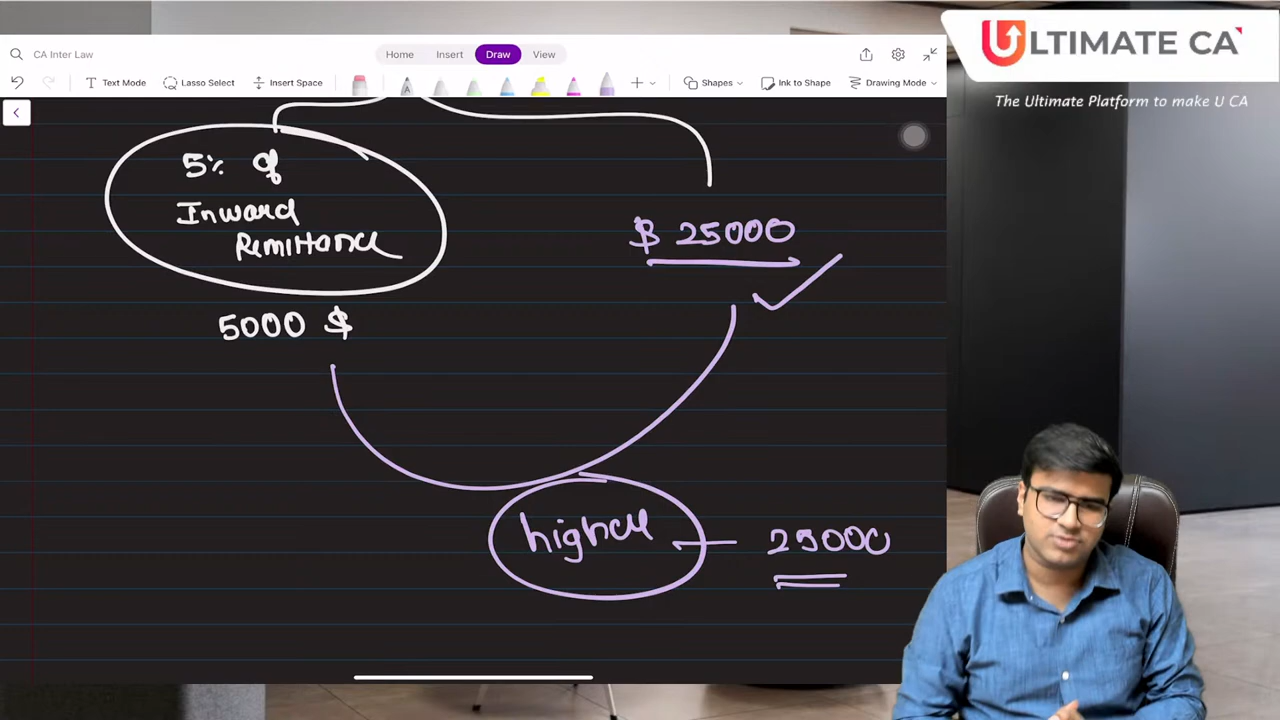 CA Inter Law
Home Insert Draw View
Text Mode Lasso Select Insert Space Shapes Ink to Shape Drawing Mode
ULTIMATE CA
The Ultimate Platform to make U CA
5% of
Inward
Remittance
$ 25000
5000 $
higher
25000